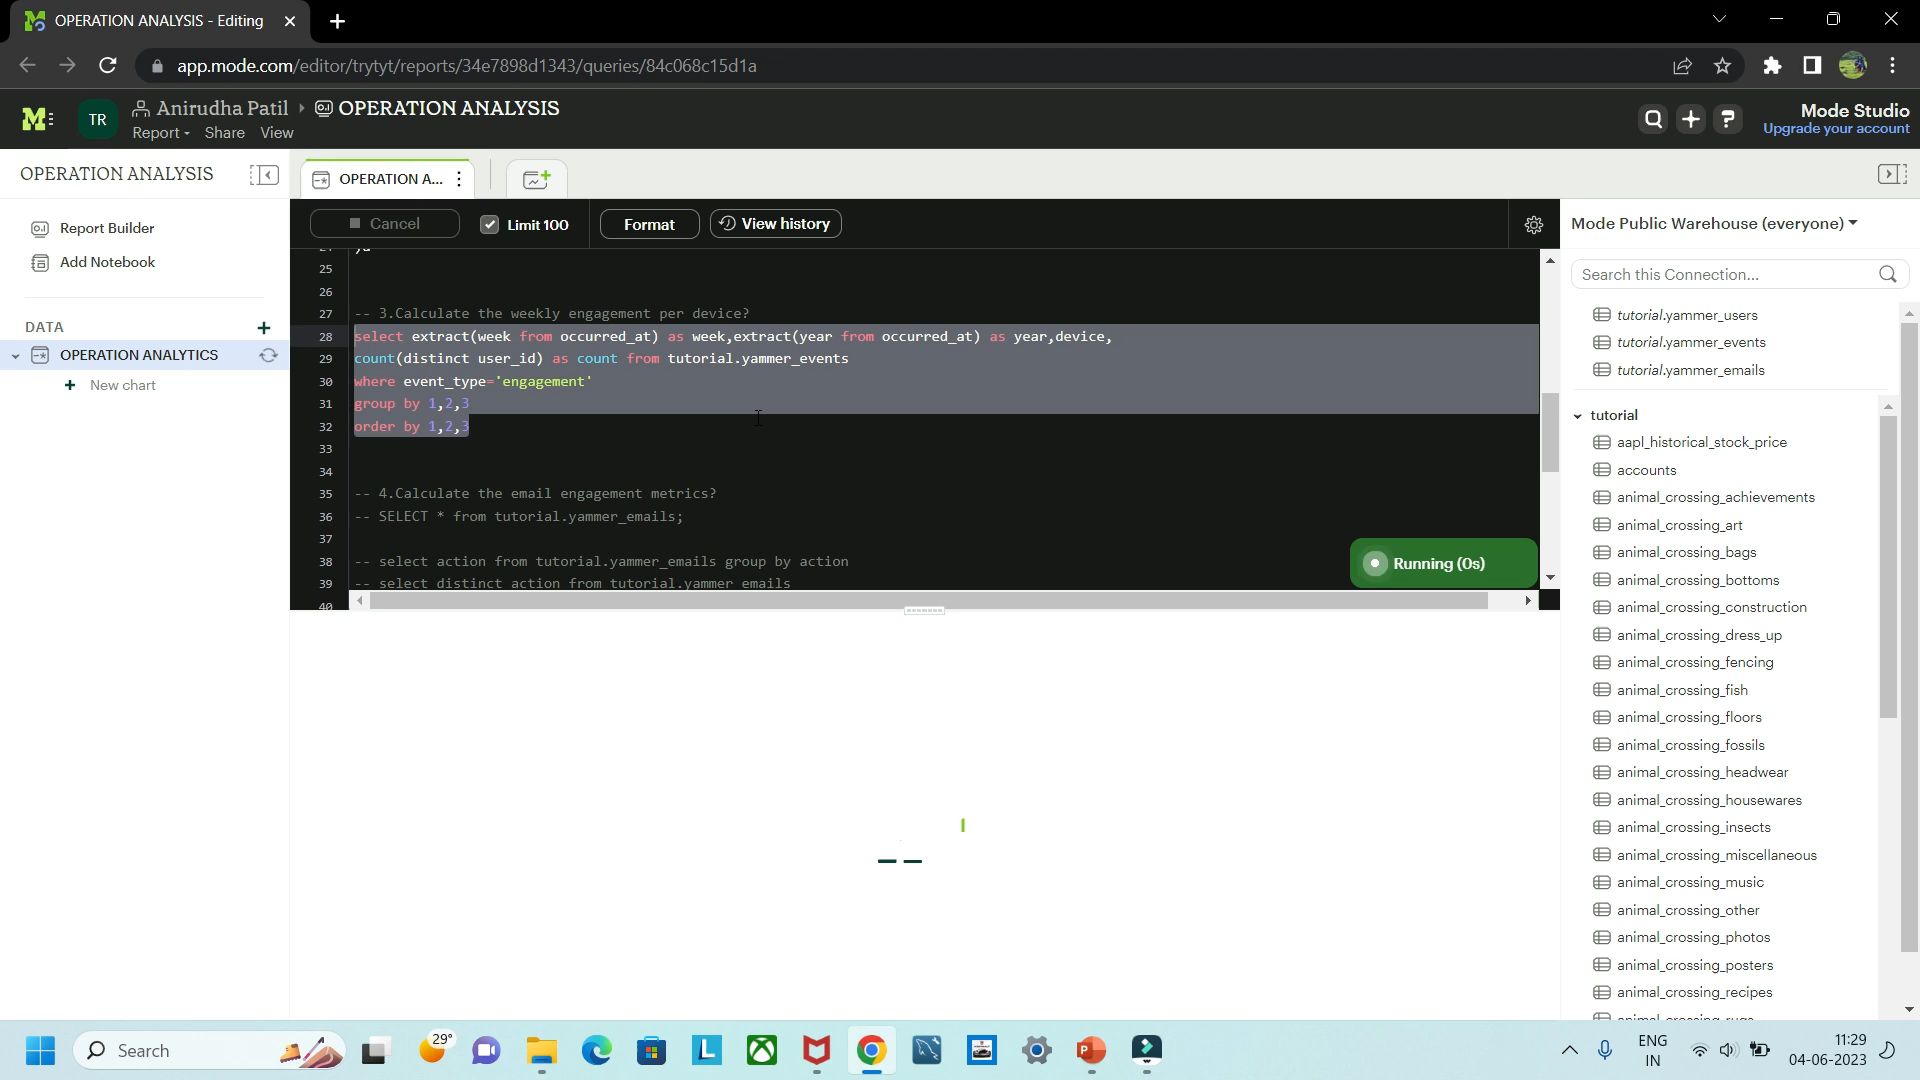 OPERATION ANALYSIS - Editing
app.mode.com/editor/trytyt/reports/34e7898d1343/queries/84c068c15d1a
TR
Anirudha Patil
OPERATION ANALYSIS
Report
Share
View
Mode Studio
Upgrade your account
OPERATION ANALYSIS
Report Builder
Add Notebook
DATA
OPERATION ANALYTICS
New chart
OPERATION A...
Cancel
Limit 100
Format
View history
25
26
27 -- 3.Calculate the weekly engagement per device?
28 select extract(week from occurred_at) as week,extract(year from occurred_at) as year,device,
29 count(distinct user_id) as count from tutorial.yammer_events
30 where event_type='engagement'
31 group by 1,2,3
32 order by 1,2,3
33
34
35 -- 4.Calculate the email engagement metrics?
36 -- SELECT * from tutorial.yammer_emails;
37
38 -- select action from tutorial.yammer_emails group by action
39 -- select distinct action from tutorial.yammer_emails
40
Running (0s)
Mode Public Warehouse (everyone)
Search this Connection...
tutorial.yammer_users
tutorial.yammer_events
tutorial.yammer_emails
tutorial
aapl_historical_stock_price
accounts
animal_crossing_achievements
animal_crossing_art
animal_crossing_bags
animal_crossing_bottoms
animal_crossing_construction
animal_crossing_dress_up
animal_crossing_fencing
animal_crossing_fish
animal_crossing_floors
animal_crossing_fossils
animal_crossing_headwear
animal_crossing_housewares
animal_crossing_insects
animal_crossing_miscellaneous
animal_crossing_music
animal_crossing_other
animal_crossing_photos
animal_crossing_posters
animal_crossing_recipes
Search
29°
ENG
IN
11:29
04-06-2023